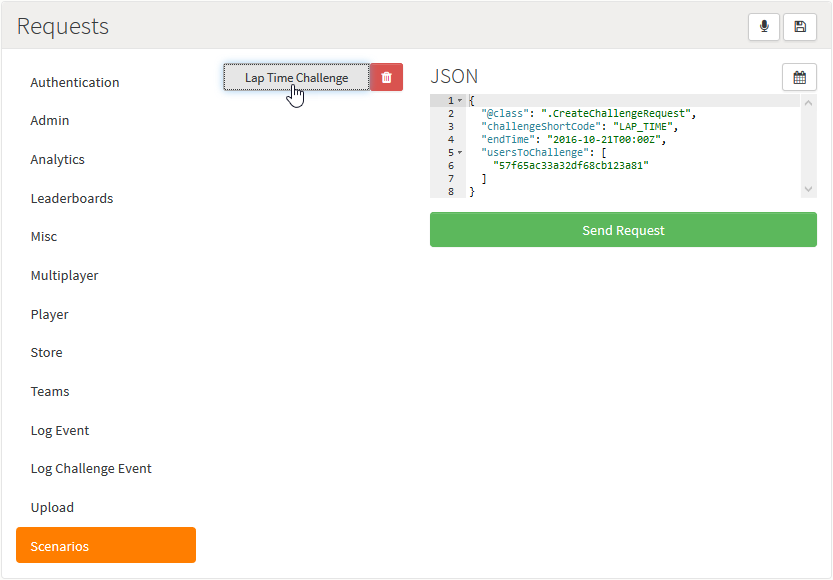 Requests
Authentication
Admin
Analytics
Leaderboards
Misc
Multiplayer
Player
Store
Teams
Log Event
Log Challenge Event
Upload
Scenarios
Lap Time Challenge
JSON
1 {
2 "@class": ".CreateChallengeRequest",
3 "challengeShortCode": "LAP_TIME",
4 "endTime": "2016-10-21T00:00Z",
5 "usersToChallenge": [
6 "57f65ac33a32df68cb123a81"
7 ]
8 }
Send Request